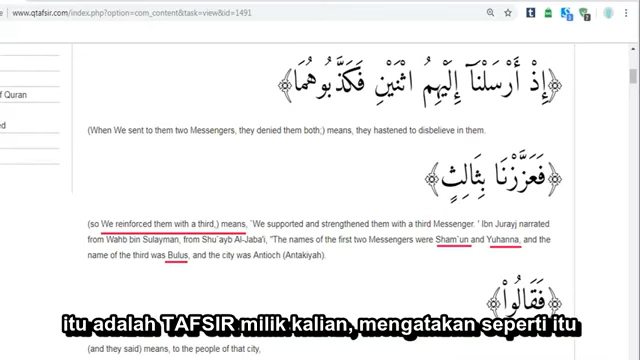 www.qtafsir.com/index.php?option=com_content&task=view&id=1491
﴿إِذْ أَرْسَلْنَآ إِلَيْهِمُ اثْنَيْنِ فَكَذَّبُوهُمَا﴾
of Quran
(When We sent to them two Messengers, they denied them both;) means, they hastened to disbelieve in them.
ed
﴿فَعَزَّزْنَا بِثَالِثٍ﴾
(so We reinforced them with a third,) means, `We supported and strengthened them with a third Messenger. ' Ibn Jurayj narrated
from Wahb bin Sulayman, from Shu`ayb Al-Jaba'i, "The names of the first two Messengers were Sham`un and Yuhanna, and the
name of the third was Bulus, and the city was Antioch (Antakiyah).
﴿فَقَالُواْ﴾
itu adalah TAFSIR milik kalian, mengatakan seperti itu
(and they said) means, to the people of that city,